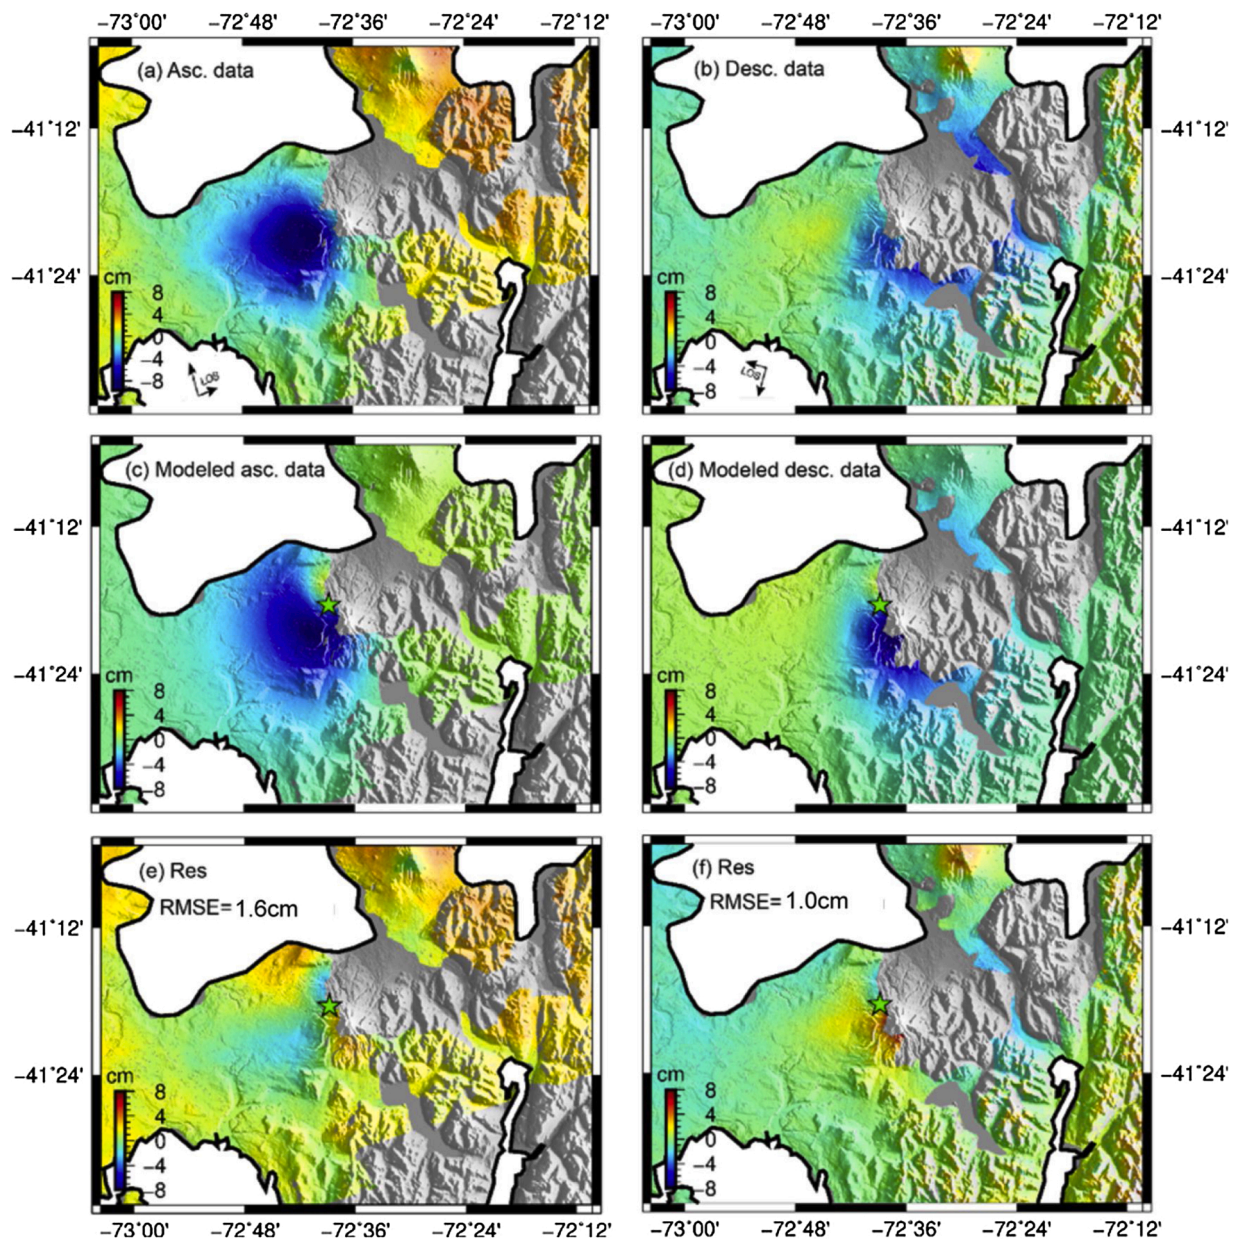 −73˚00' −72˚48' −72˚36' −72˚24' −72˚12' −73˚00' −72˚48' −72˚36' −72˚24' −72˚12'
(a) Asc. data
(b) Desc. data
−41˚12' −41˚12'
−41˚24' −41˚24'
cm
8
4
0
−4
−8
LOS
cm
8
4
0
−4
−8
LOS
(c) Modeled asc. data
(d) Modeled desc. data
−41˚12' −41˚12'
−41˚24' −41˚24'
cm
8
4
0
−4
−8
cm
8
4
0
−4
−8
(e) Res
RMSE= 1.6cm
(f) Res
RMSE= 1.0cm
−41˚12' −41˚12'
−41˚24' −41˚24'
cm
8
4
0
−4
−8
cm
8
4
0
−4
−8
−73˚00' −72˚48' −72˚36' −72˚24' −72˚12' −73˚00' −72˚48' −72˚36' −72˚24' −72˚12'